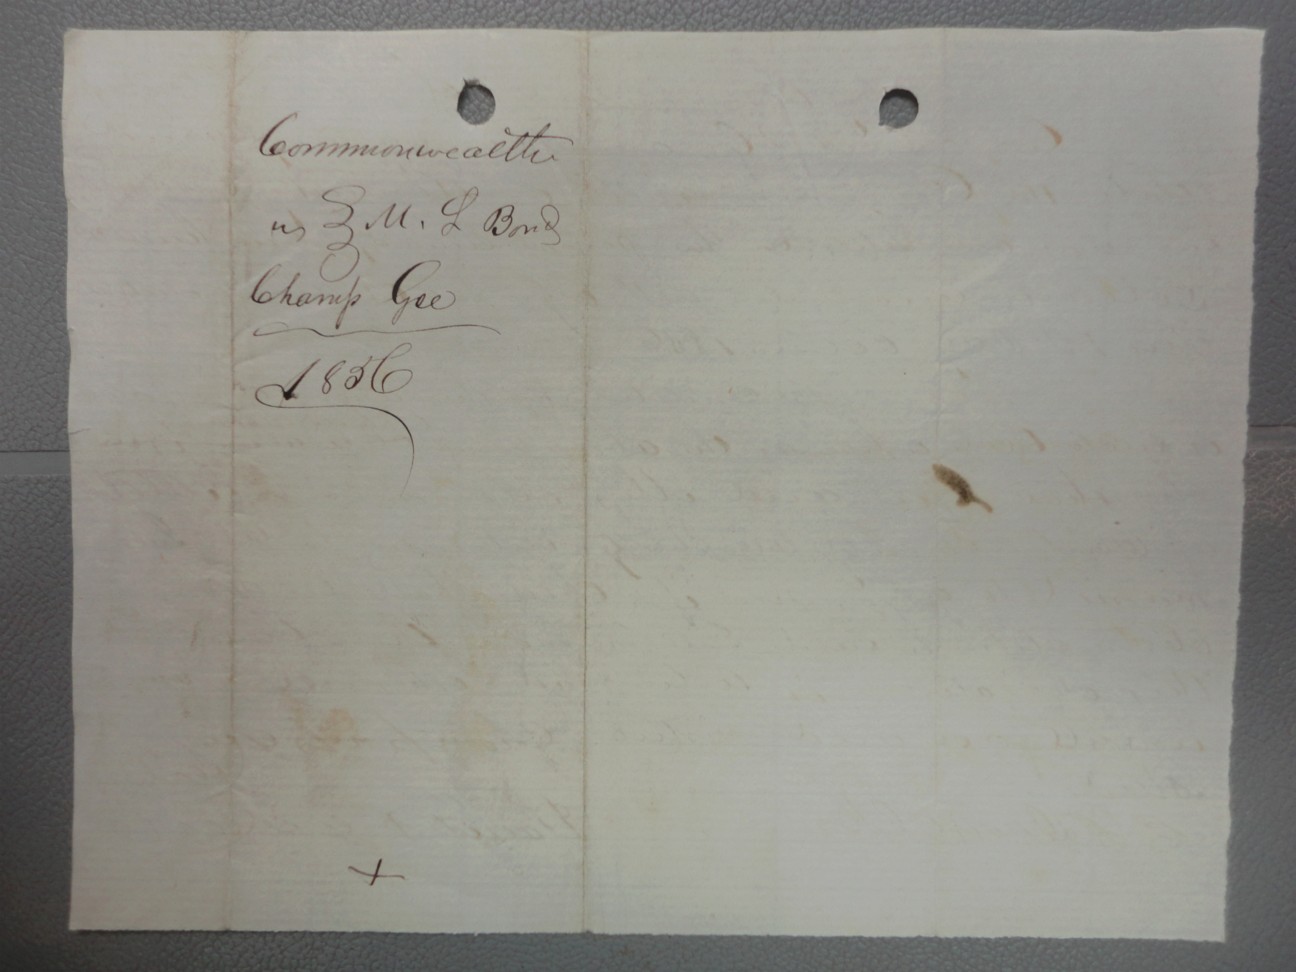 Commonwealth
vs } M. L Bond
Champ Gee
1856
+